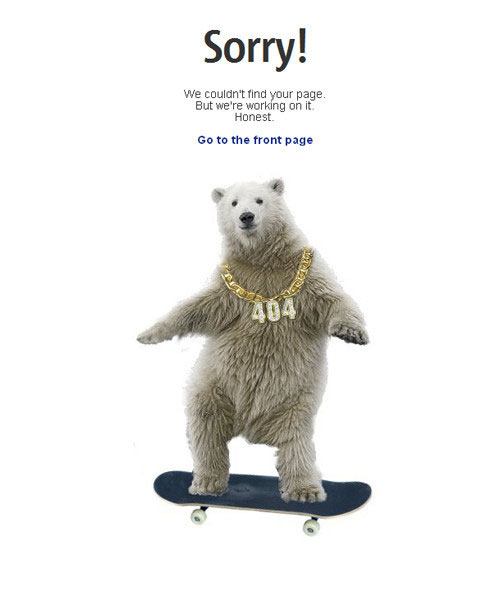 Sorry!
We couldn't find your page.
But we're working on it.
Honest.
Go to the front page
404